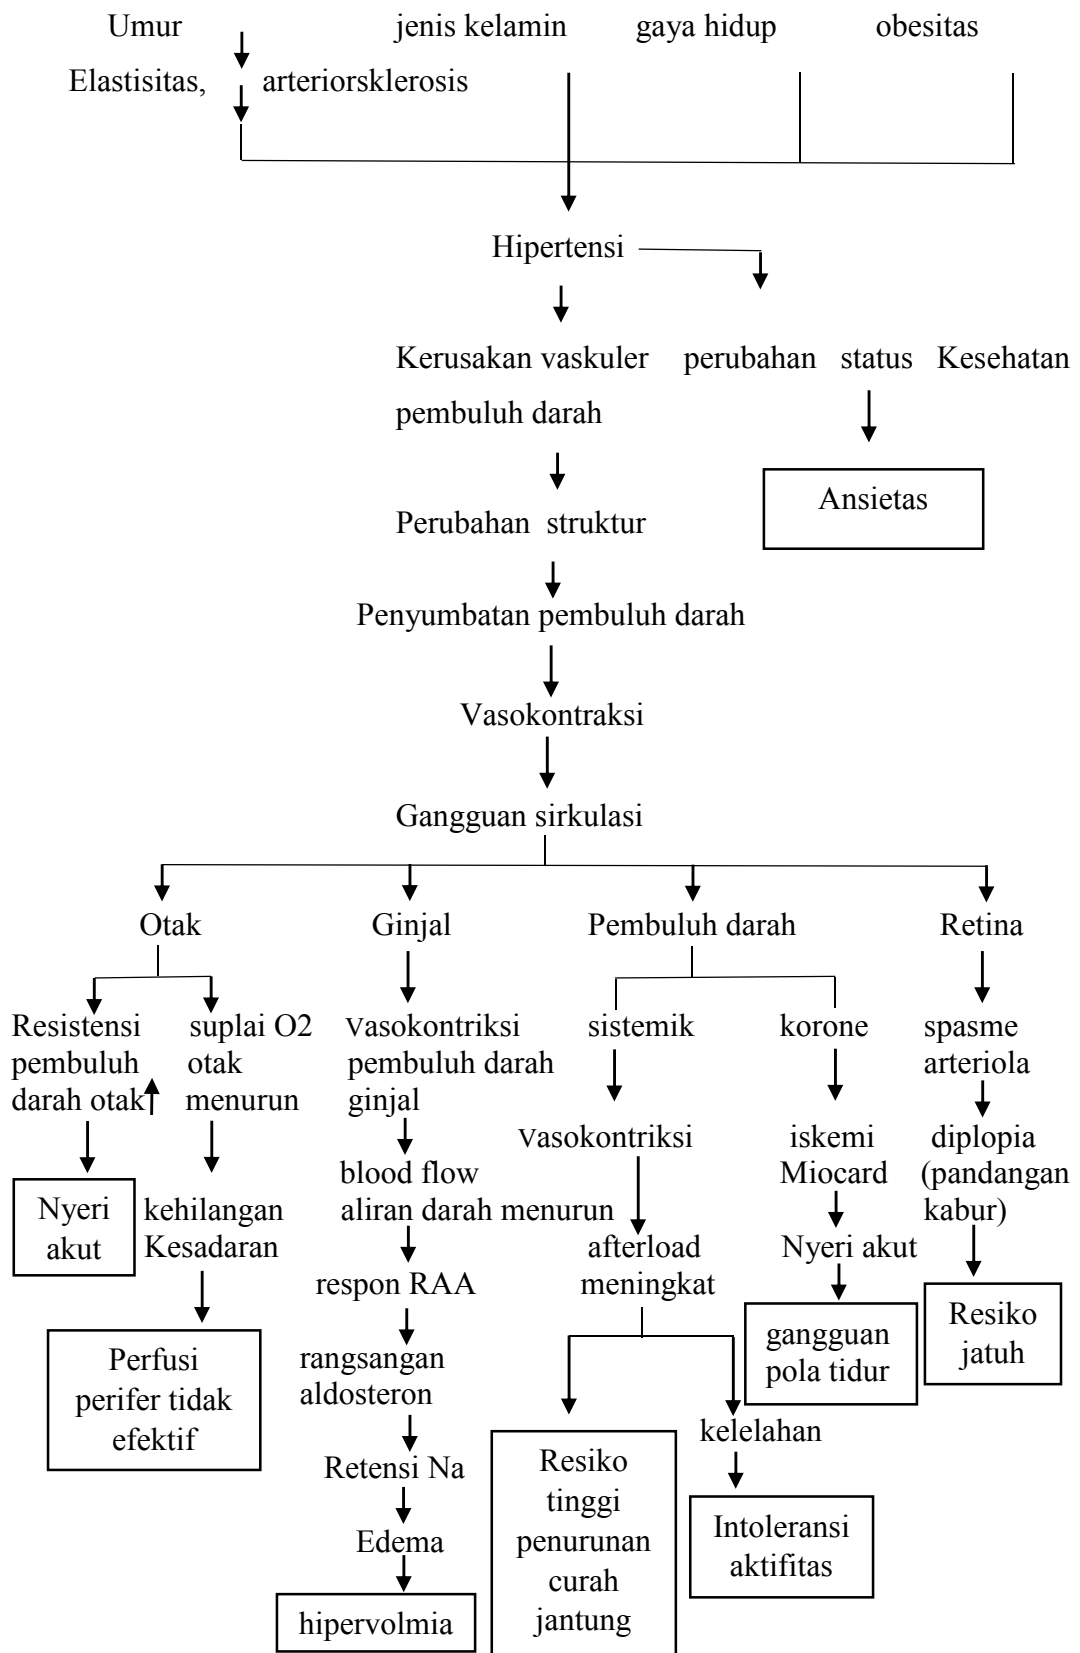 Umur jenis kelamin gaya hidup obesitas
Elastisitas, arteriorsklerosis
Hipertensi
Kerusakan vaskuler perubahan status Kesehatan
pembuluh darah
Ansietas
Perubahan struktur
Penyumbatan pembuluh darah
Vasokontraksi
Gangguan sirkulasi
Otak Ginjal Pembuluh darah Retina
Resistensi
pembuluh
darah otak
suplai O2
otak
menurun
Vasokontriksi
pembuluh darah
ginjal
sistemik
korone
spasme
arteriola
Vasokontriksi
iskemi
Miocard
diplopia
(pandangan
kabur)
Nyeri
akut
kehilangan
Kesadaran
blood flow
aliran darah menurun
afterload
meningkat
Nyeri akut
respon RAA
Resiko
jatuh
gangguan
pola tidur
Perfusi
perifer tidak
efektif
rangsangan
aldosteron
kelelahan
Retensi Na
Resiko
tinggi
penurunan
curah
jantung
Intoleransi
aktifitas
Edema
hipervolmia